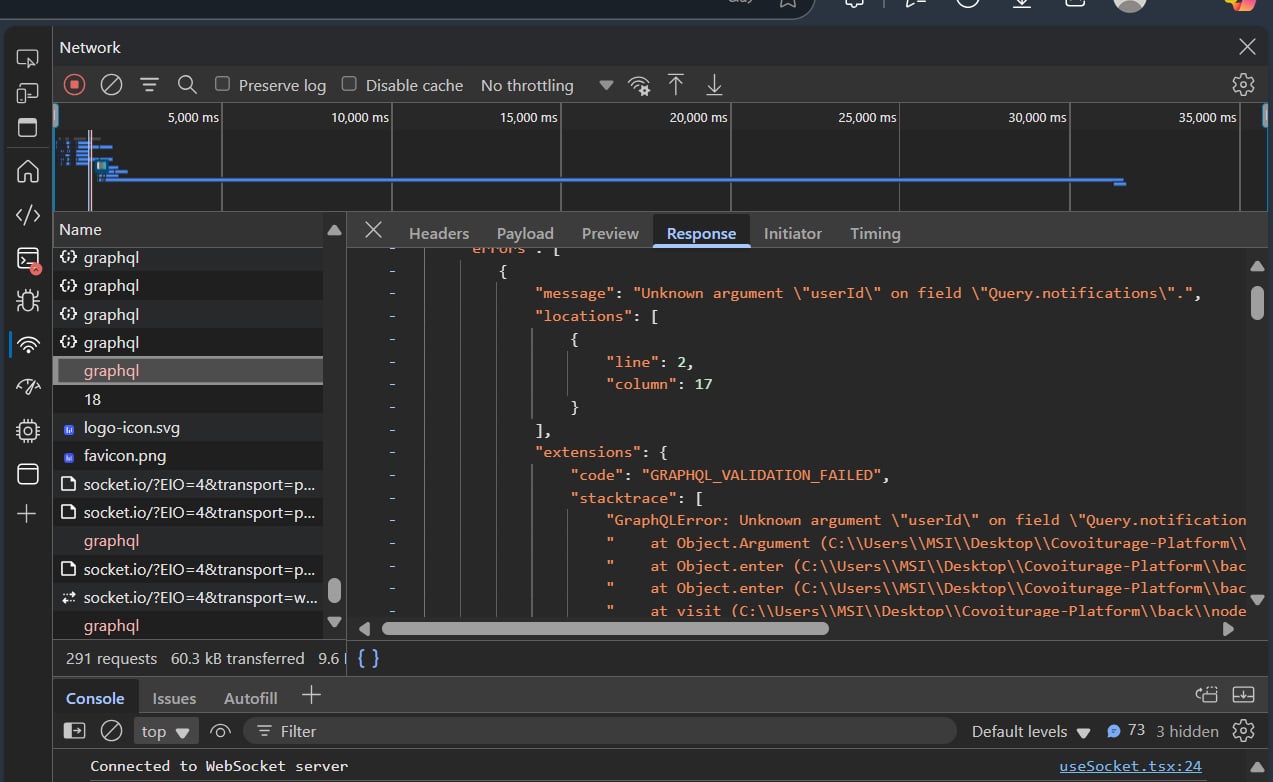 Network
Preserve log
Disable cache
No throttling
5,000 ms
10,000 ms
15,000 ms
20,000 ms
25,000 ms
30,000 ms
35,000 ms
Name
Headers
Payload
Preview
Response
Initiator
Timing
graphql
graphql
graphql
graphql
graphql
18
logo-icon.svg
favicon.png
socket.io/?EIO=4&transport=p...
socket.io/?EIO=4&transport=p...
graphql
socket.io/?EIO=4&transport=p...
socket.io/?EIO=4&transport=w...
graphql
291 requests 60.3 kB transferred 9.6
errors": [
{
"message": "Unknown argument \"userId\" on field \"Query.notifications\".",
"locations": [
{
"line": 2,
"column": 17
}
],
"extensions": {
"code": "GRAPHQL_VALIDATION_FAILED",
"stacktrace": [
"GraphQLError: Unknown argument \"userId\" on field \"Query.notification
"    at Object.Argument (C:\\Users\\MSI\\Desktop\\Covoiturage-Platform\\
"    at Object.enter (C:\\Users\\MSI\\Desktop\\Covoiturage-Platform\\bac
"    at Object.enter (C:\\Users\\MSI\\Desktop\\Covoiturage-Platform\\bac
"    at visit (C:\\Users\\MSI\\Desktop\\Covoiturage-Platform\\back\\node
{ }
Console
Issues
Autofill
top
Filter
Default levels
73
3 hidden
Connected to WebSocket server
useSocket.tsx:24